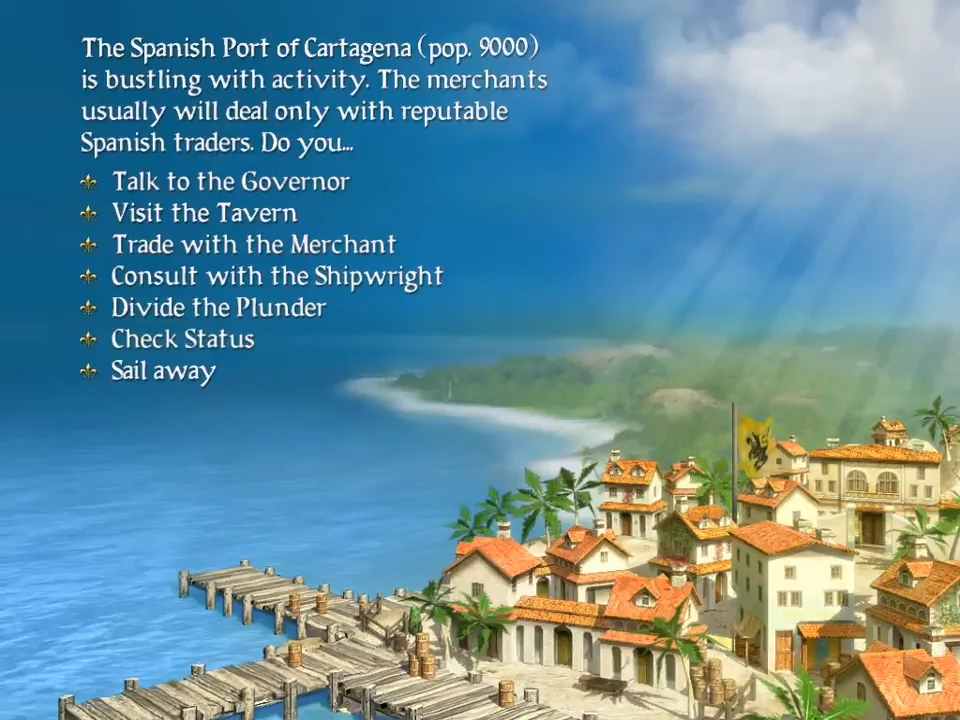 The Spanish Port of Cartagena (pop. 9000)
is bustling with activity. The merchants
usually will deal only with reputable
Spanish traders. Do you...
Talk to the Governor
Visit the Tavern
Trade with the Merchant
Consult with the Shipwright
Divide the Plunder
Check Status
Sail away